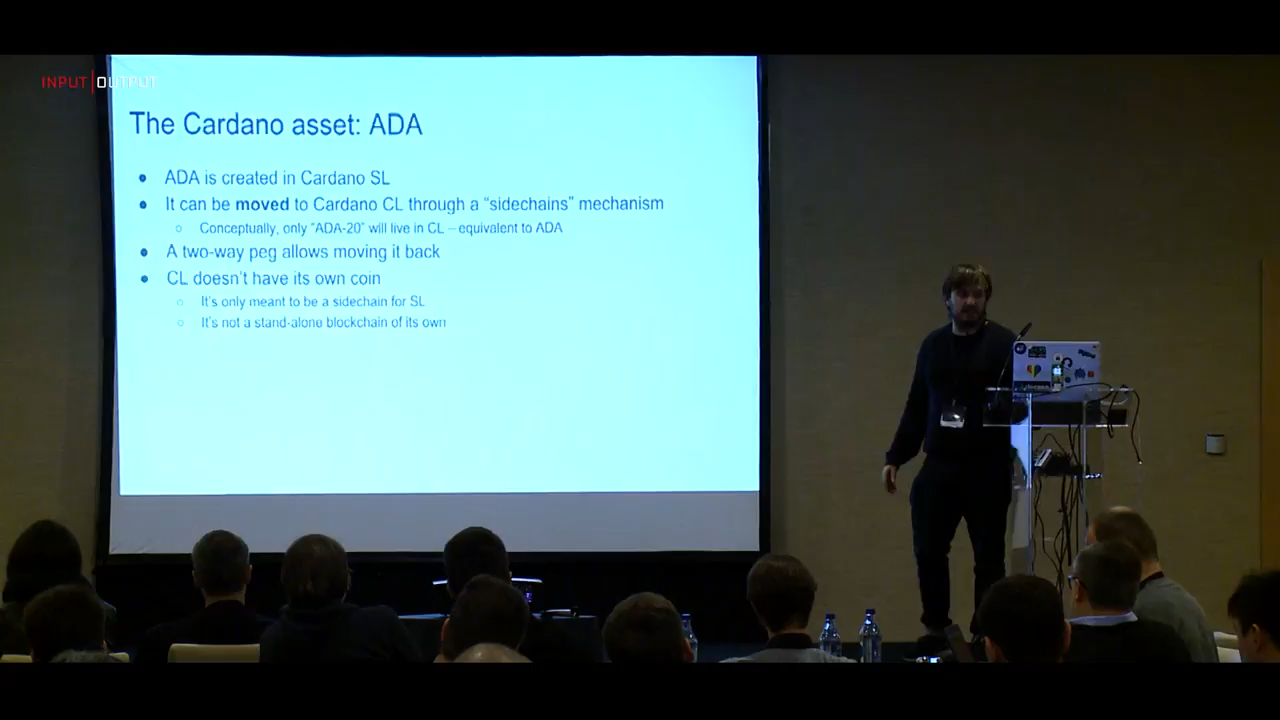 INPUT|OUTPUT
The Cardano asset: ADA
● ADA is created in Cardano SL
● It can be moved to Cardano CL through a “sidechains” mechanism
○ Conceptually, only “ADA-20” will live in CL – equivalent to ADA
● A two-way peg allows moving it back
● CL doesn't have its own coin
○ It's only meant to be a sidechain for SL
○ It's not a stand-alone blockchain of its own